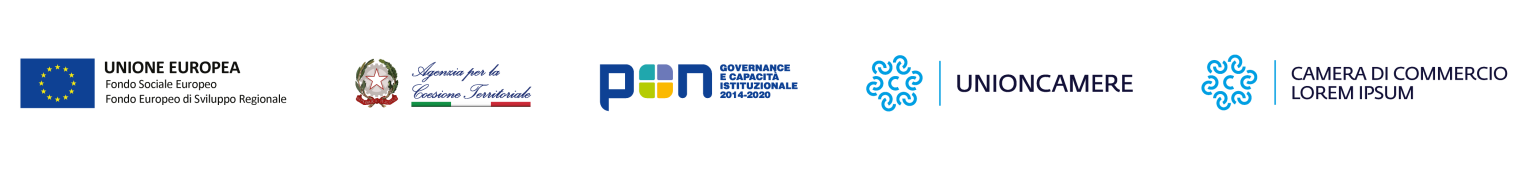 UNIONE EUROPEA
Fondo Sociale Europeo
Fondo Europeo di Sviluppo Regionale
Agenzia per la
Coesione Territoriale
pon
GOVERNANCE
E CAPACITÀ
ISTITUZIONALE
2014-2020
UNIONCAMERE
CAMERA DI COMMERCIO
LOREM IPSUM